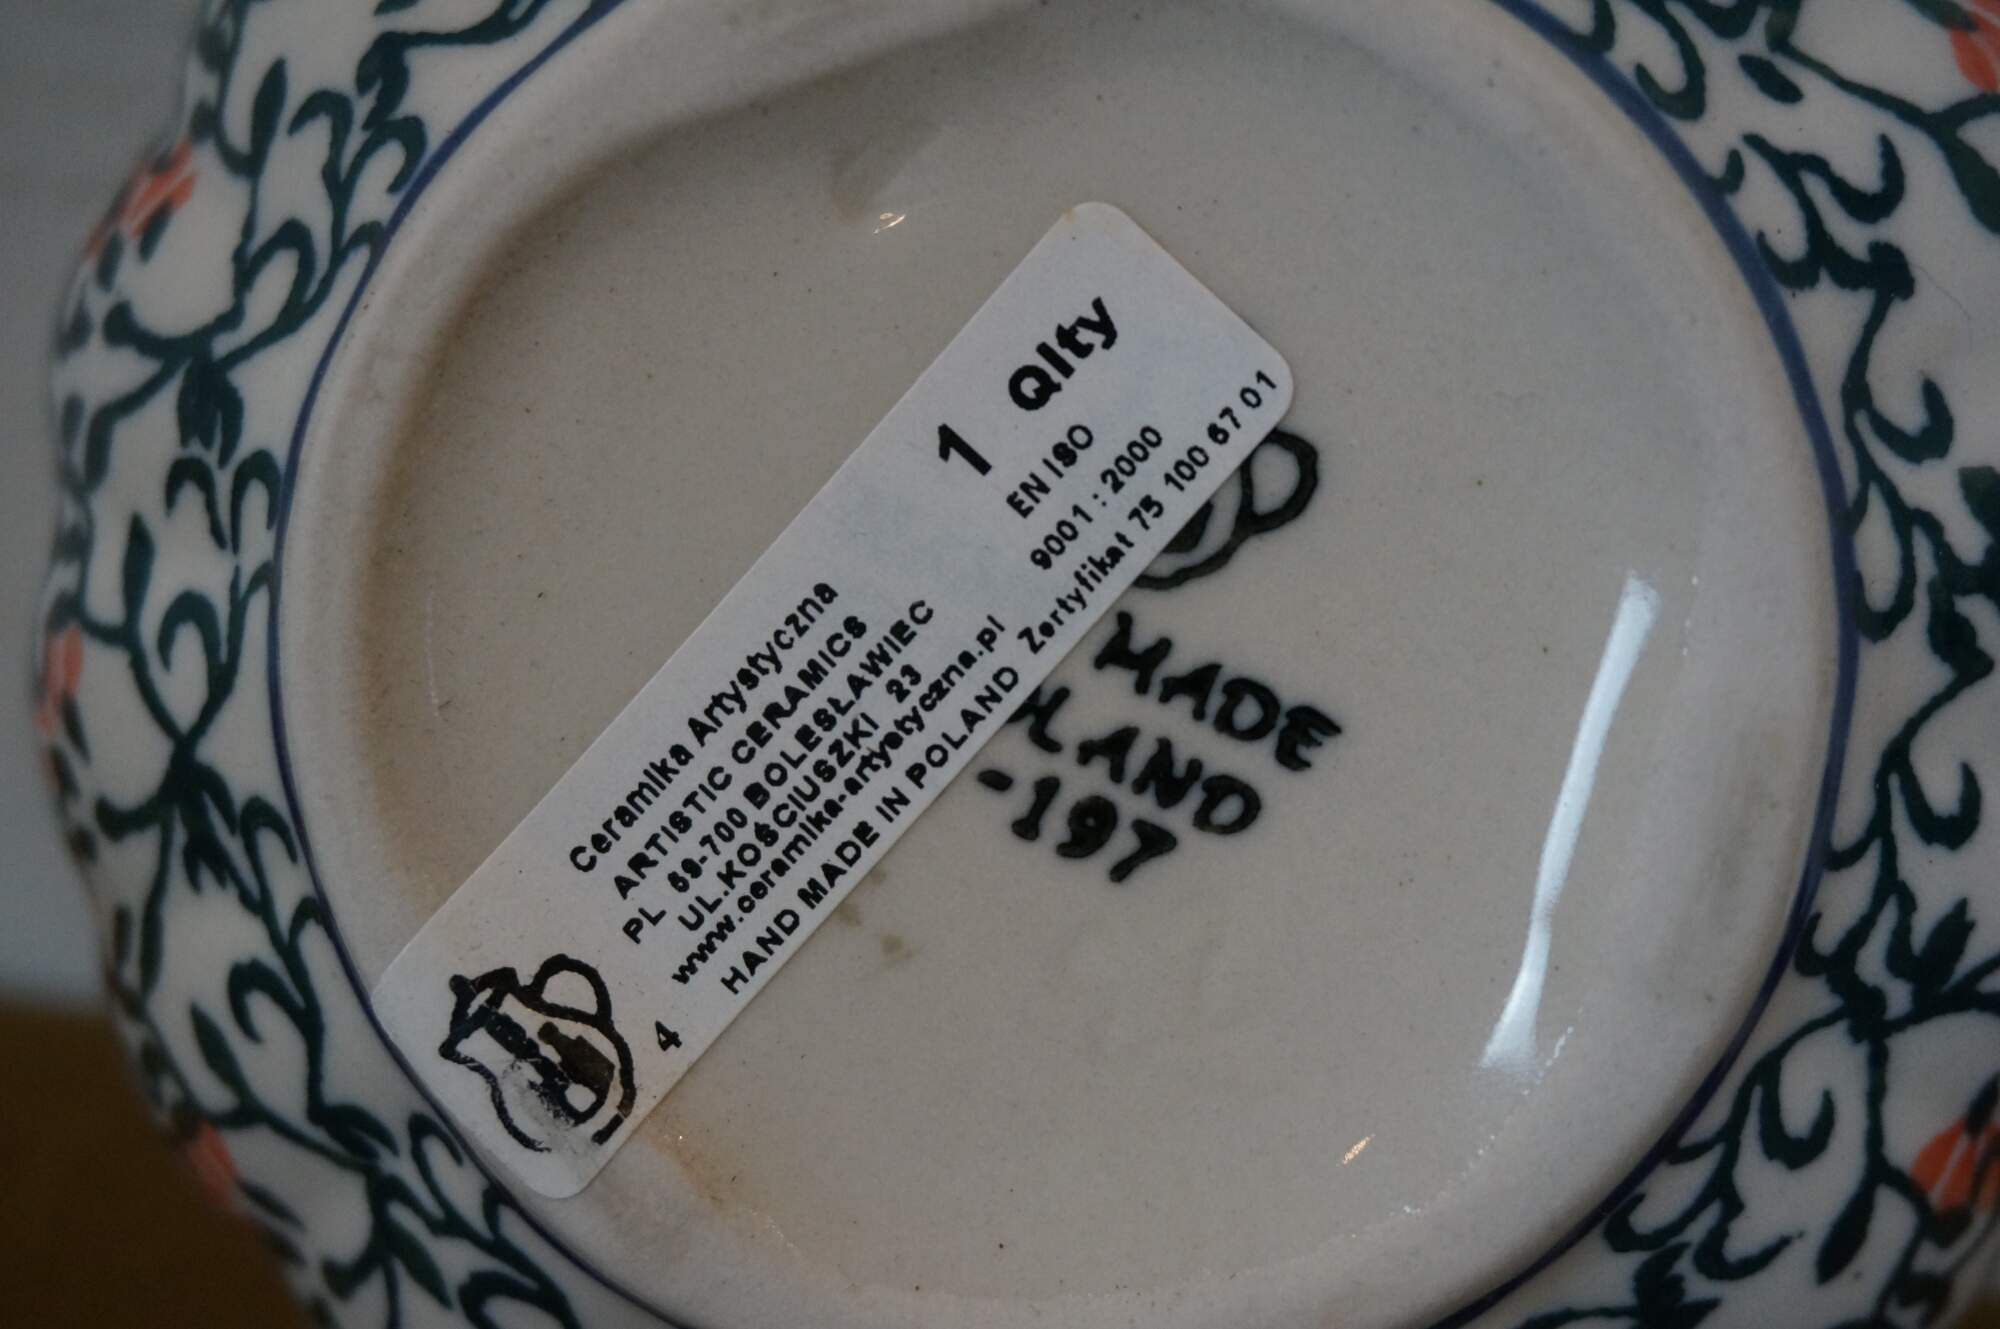 1 Qlty
EN ISO
9001 : 2000
Zertyfikat 75 100 67 01
Ceramika Artystyczna
ARTISTIC CERAMICS
PL 59-700 BOLESŁAWIEC
UL.KOŚCIUSZKI 23
www.ceramika-artystyczna.pl
HAND MADE IN POLAND
4
MADE
LAND
-197